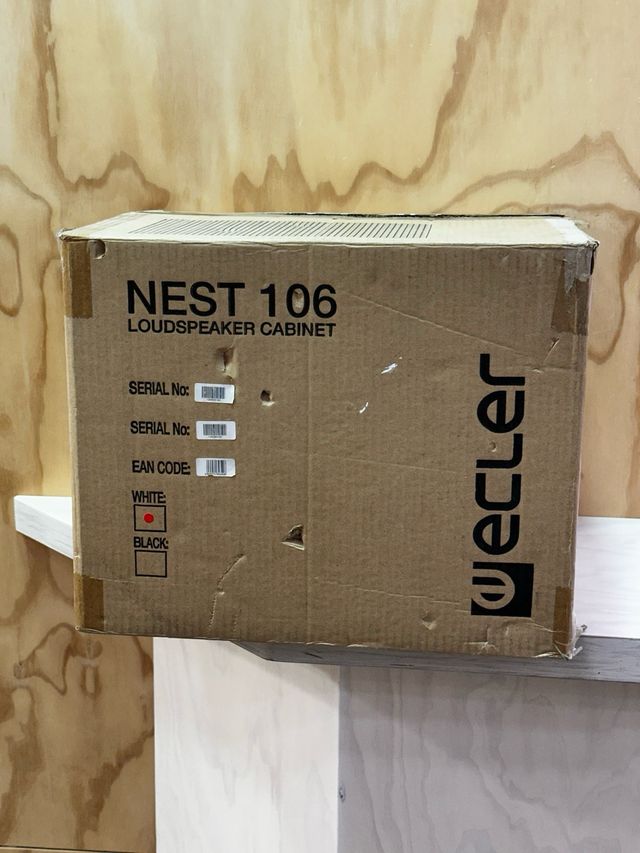 NEST 106
LOUDSPEAKER CABINET
SERIAL No:
SERIAL No:
EAN CODE:
WHITE:
BLACK:
ecler